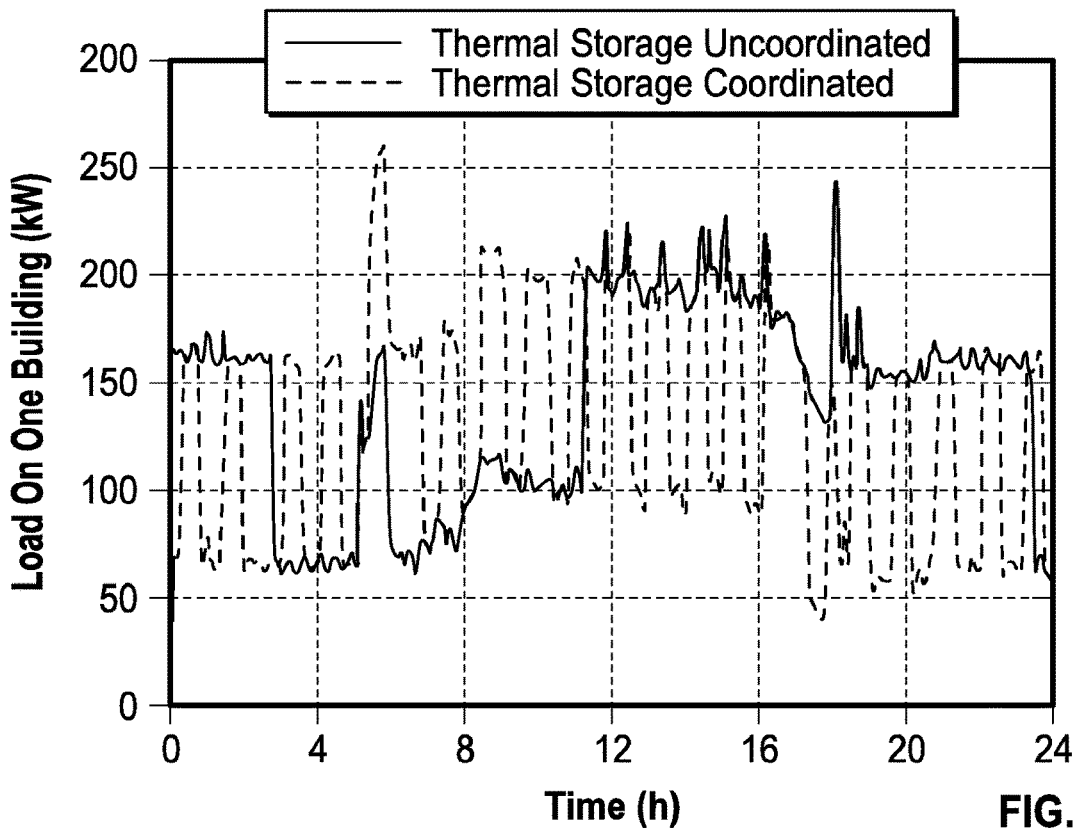 Thermal Storage Uncoordinated
Thermal Storage Coordinated
200
250
200
150
100
50
0
Load On One Building (kW)
0 4 8 12 16 20 24
Time (h)
FIG.